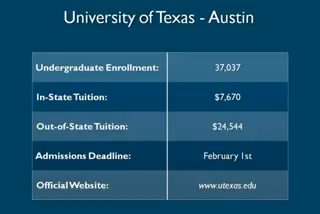 University of Texas - Austin
Undergraduate Enrollment: 37,037
In-State Tuition: $7,670
Out-of-State Tuition: $24,544
Admissions Deadline: February 1st
Official Website: www.utexas.edu